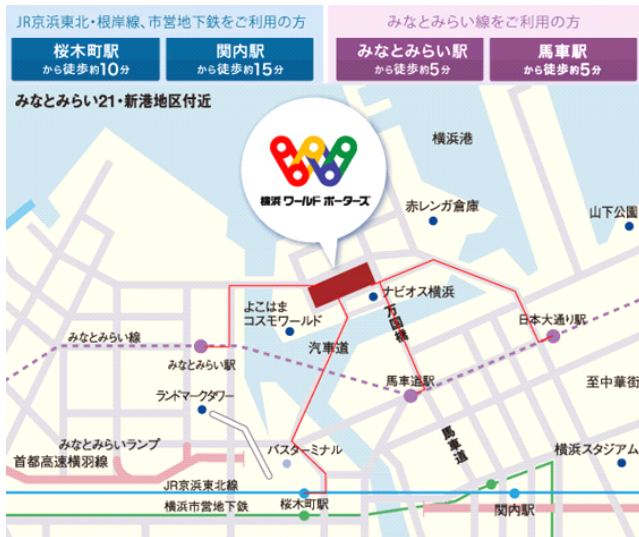 JR京浜東北・根岸線、市営地下鉄をご利用の方
みなとみらい線をご利用の方
桜木町駅
から徒歩約10分
関内駅
から徒歩約15分
みなとみらい駅
から徒歩約5分
馬車駅
から徒歩約5分
みなとみらい21・新港地区付近
横浜港
横浜 ワールド ポーターズ
赤レンガ倉庫
山下公園
ナビオス横浜
よこはま
コスモワールド
万国橋
日本大通り駅
みなとみらい線
汽車道
みなとみらい駅
馬車道駅
至中華街
ランドマークタワー
馬車道
みなとみらいランプ
バスターミナル
横浜スタジアム
首都高速横羽線
JR京浜東北線
桜木町駅
横浜市営地下鉄
関内駅